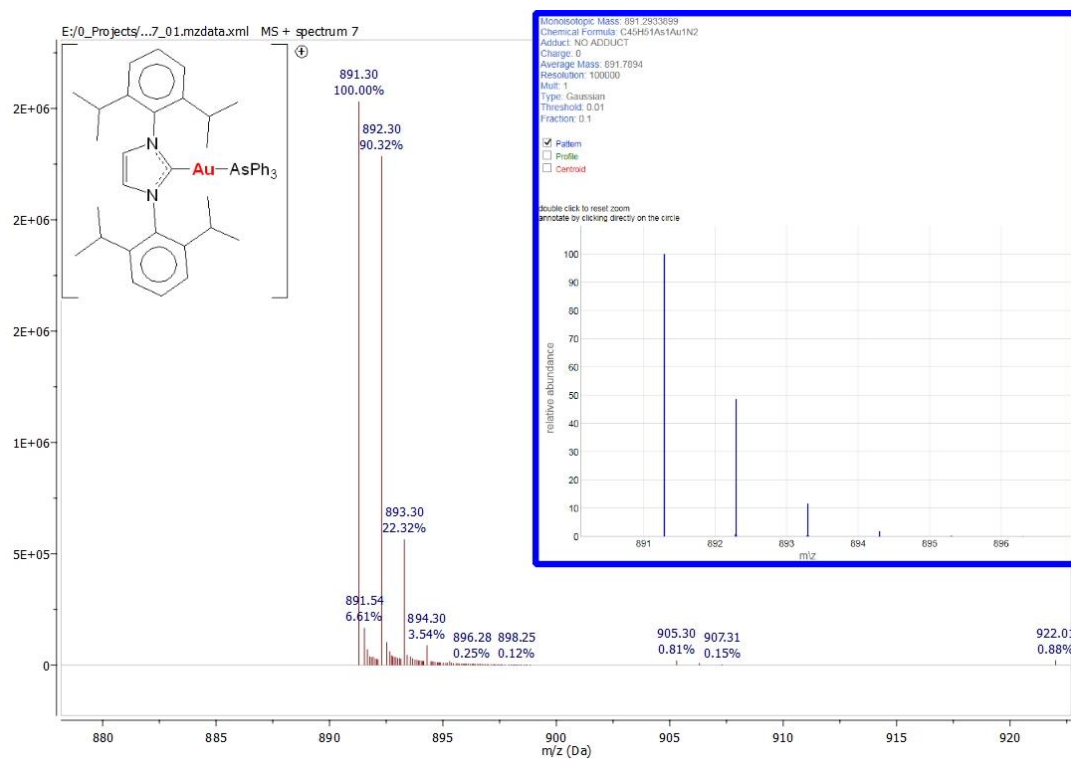 E:/0_Projects/...7_01.mzdata.xml MS + spectrum 7
891.30
100.00%
892.30
90.32%
N
Au
AsPh3
N
893.30
22.32%
891.54
6.61%
894.30
3.54%
896.28
0.25%
898.25
0.12%
905.30
0.81%
907.31
0.15%
922.01
0.88%
2E+06
2E+06
2E+06
1E+06
5E+05
0
880
885
890
895
900
905
910
915
920
m/z (Da)
Monoisotopic Mass: 891.2933899
Chemical Formula: C45H51As1Au1N2
Adduct: NO ADDUCT
Charge: 0
Average Mass: 891.7894
Resolution: 100000
Mult: 1
Type: Gaussian
Threshold: 0.01
Fraction: 0.1
Pattern
Profile
Centroid
double click to reset zoom
annotate by clicking directly on the circle
relative abundance
100
90
80
70
60
50
40
30
20
10
0
891
892
893
894
895
896
m/z